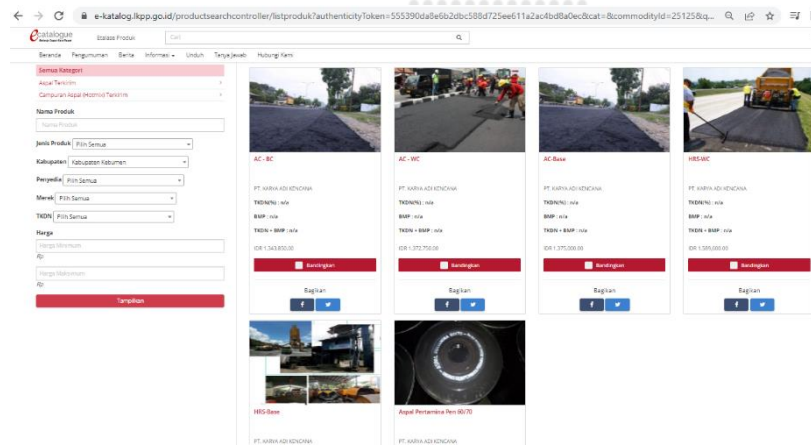 e-katalog.lkpp.go.id/productsearchcontroller/listproduk?authenticityToken=555390da8e6b2dbc588d725ee611a2ac4bd8a0ec&cat=&commodityId=25125&q...
ecatalogue
Etalase Produk
Cari
Beranda Pengumuman Berita Informasi Unduh Tanya Jawab Hubungi Kami
Semua Kategori
Aspal Terkirim
Campuran Aspal (Hotmix) Terkirim
Nama Produk
Nama Produk
Jenis Produk Pilih Semua
Kabupaten Kabupaten Kebumen
Penyedia Pilih Semua
Merek Pilih Semua
TKDN Pilih Semua
Harga
Harga Minimum
Rp.
Harga Maksimum
Rp.
Tampilkan
AC - BC
PT. KARYA ADI KENCANA
TKDN(%) : n/a
BMP : n/a
TKDN + BMP : n/a
IDR 1.343.850,00
Bandingkan
Bagikan
AC - WC
PT. KARYA ADI KENCANA
TKDN(%) : n/a
BMP : n/a
TKDN + BMP : n/a
IDR 1.372.750,00
Bandingkan
Bagikan
AC-Base
PT. KARYA ADI KENCANA
TKDN(%) : n/a
BMP : n/a
TKDN + BMP : n/a
IDR 1.375.000,00
Bandingkan
Bagikan
HRS-WC
PT. KARYA ADI KENCANA
TKDN(%) : n/a
BMP : n/a
TKDN + BMP : n/a
Bandingkan
Bagikan
HRS-Base
PT. KARYA ADI KENCANA
Aspal Pertamina Pen 60/70
PT. KARYA ADI KENCANA